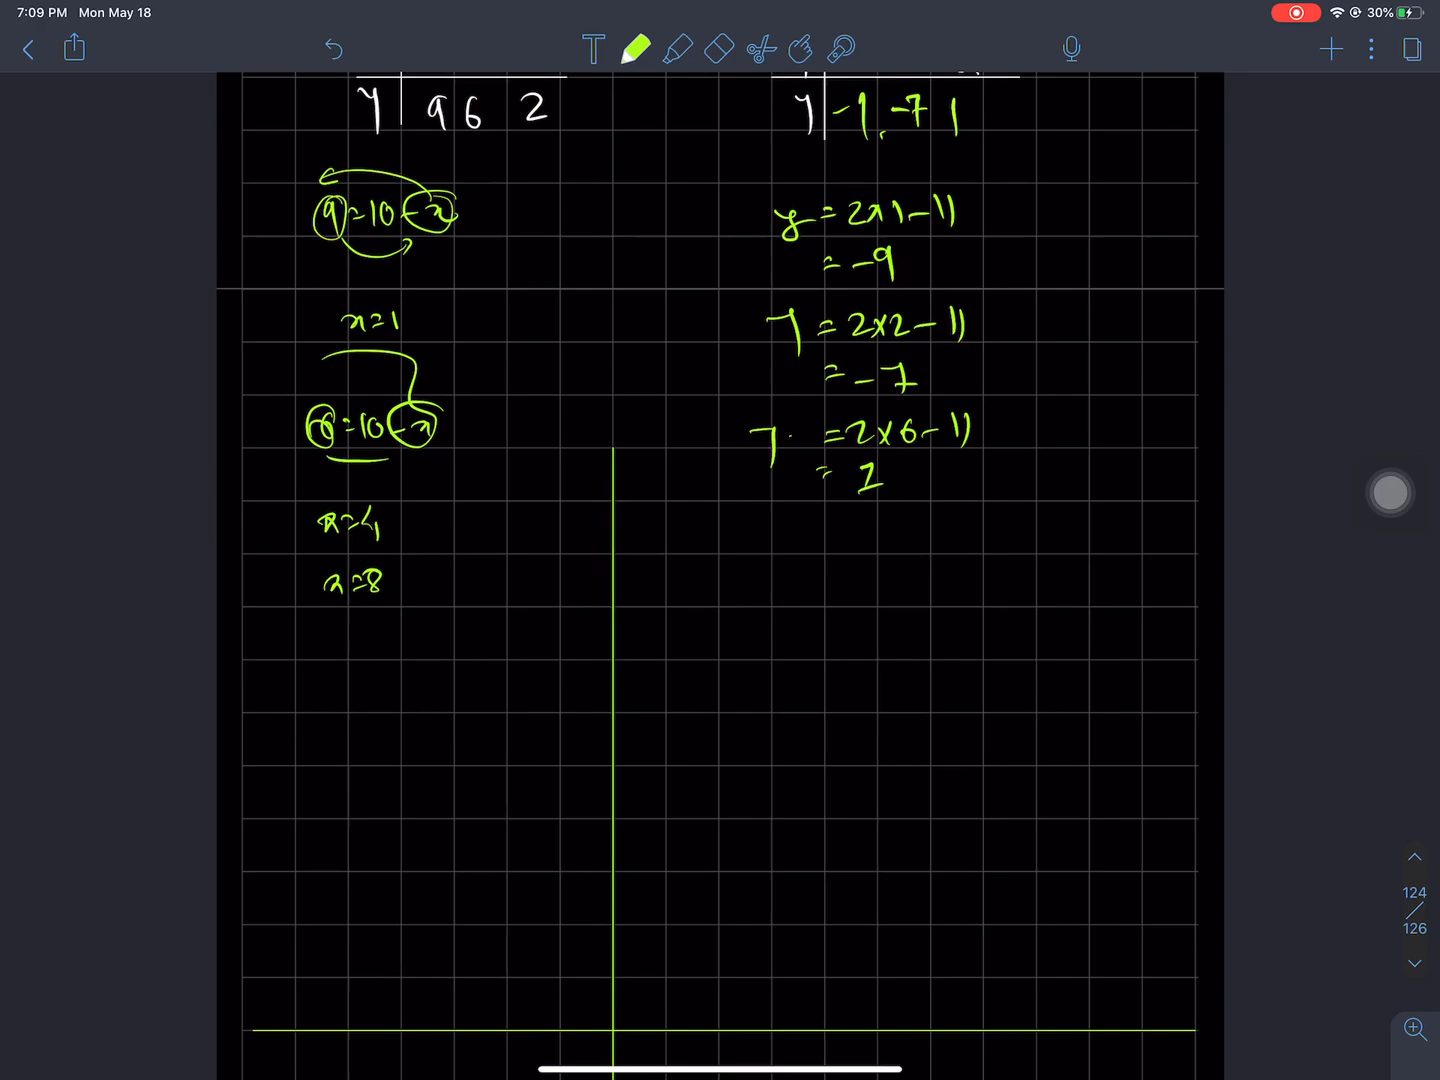 7:09 PM Mon May 18
30%
y 9 6 2
9=10-x
x=1
6=10-x
x=4
x=8
y -9, -7 1
y = 2x1-11
= -9
y = 2x2-11
= -7
y = 2x6-11
= 1
124
126